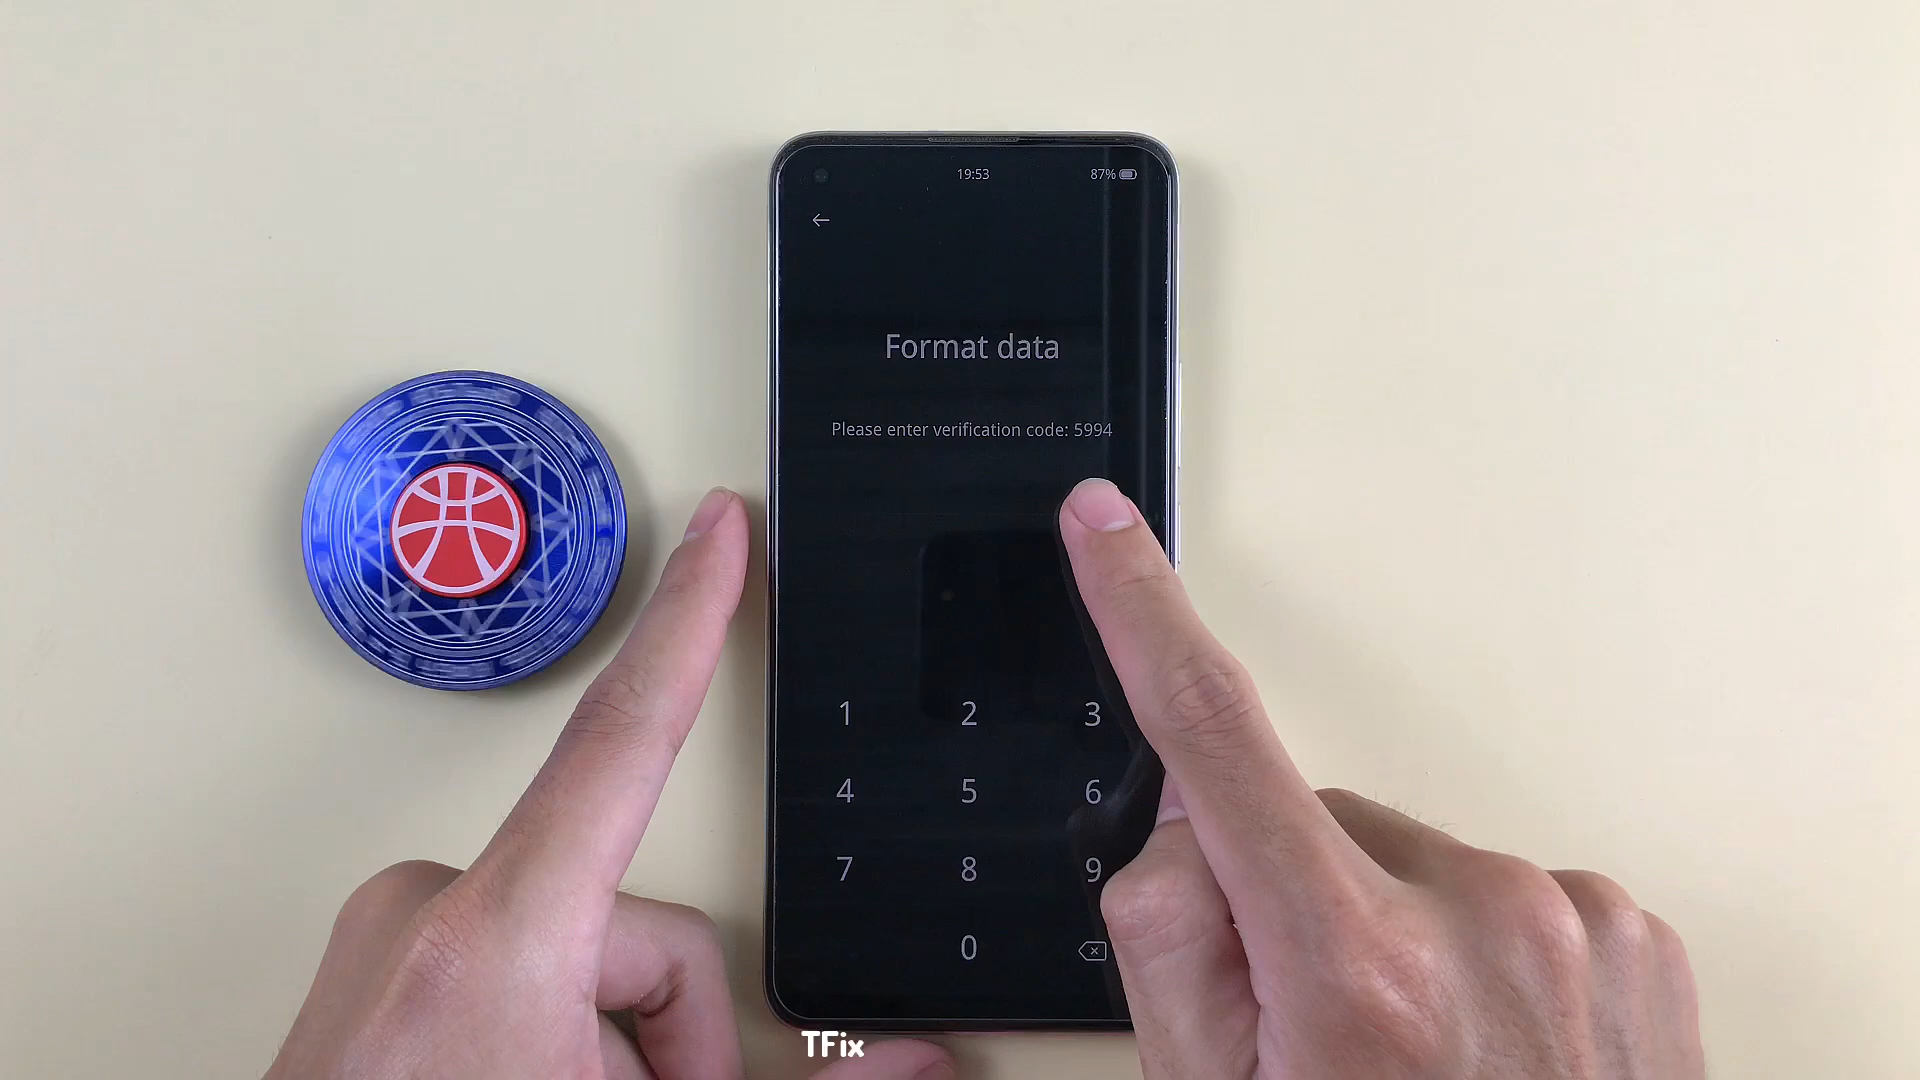 19:53
87%
Format data
Please enter verification code: 5994
1 2 3
4 5 6
7 8 9
0
TFix